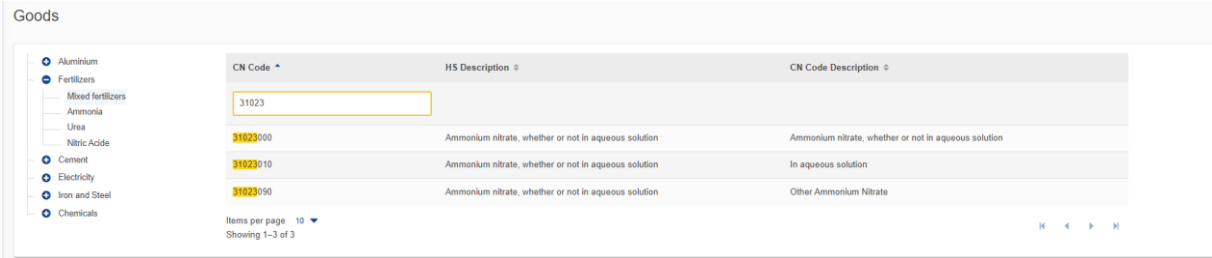 Goods
Aluminium
Fertilizers
Mixed fertilizers
Ammonia
Urea
Nitric Acide
Cement
Electricity
Iron and Steel
Chemicals
CN Code HS Description CN Code Description
31023
31023000 Ammonium nitrate, whether or not in aqueous solution Ammonium nitrate, whether or not in aqueous solution
31023010 Ammonium nitrate, whether or not in aqueous solution In aqueous solution
31023090 Ammonium nitrate, whether or not in aqueous solution Other Ammonium Nitrate
Items per page 10
Showing 1–3 of 3